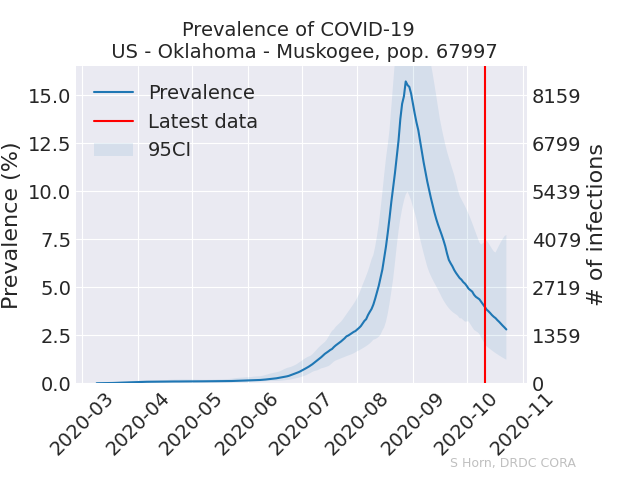 Prevalence of COVID-19
US - Oklahoma - Muskogee, pop. 67997
Prevalence
Latest data
95CI
Prevalence (%)
15.0
12.5
10.0
7.5
5.0
2.5
0.0
8159
6799
5439
4079
2719
1359
0
# of infections
2020-03
2020-04
2020-05
2020-06
2020-07
2020-08
2020-09
2020-10
2020-11
S Horn, DRDC CORA